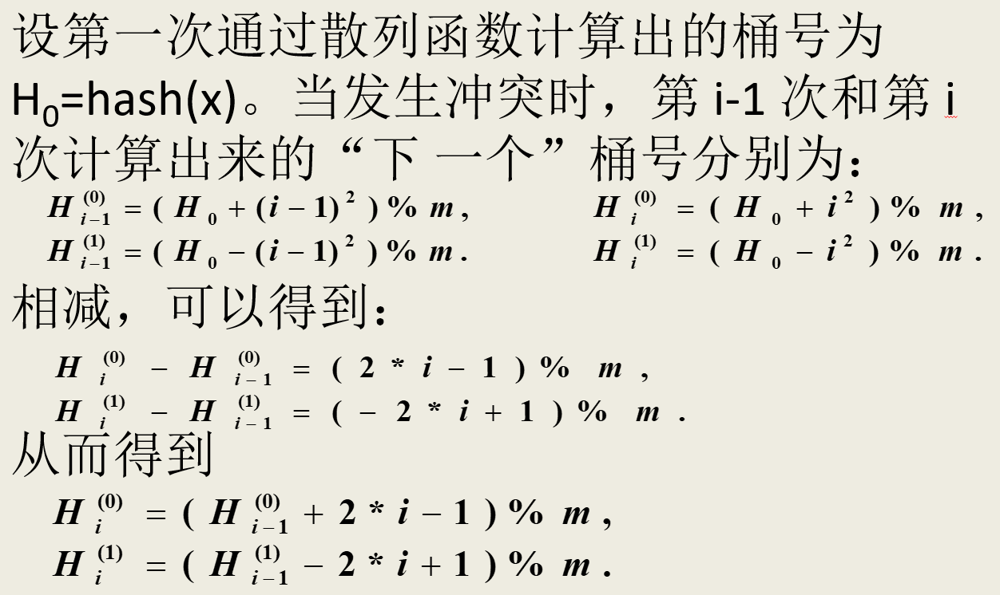 设第一次通过散列函数计算出的桶号为
H₀=hash(x)。当发生冲突时，第 i-1 次和第 i
次计算出来的“下 一个”桶号分别为：
H_{i-1}^{(0)} = ( H_0 + (i − 1)^2 ) % m , H_i^{(0)} = ( H_0 + i^2 ) % m ,
H_{i-1}^{(1)} = ( H_0 − (i − 1)^2 ) % m . H_i^{(1)} = ( H_0 − i^2 ) % m .
相减，可以得到：
H_i^{(0)} − H_{i-1}^{(0)} = ( 2 * i − 1 ) % m ,
H_i^{(1)} − H_{i-1}^{(1)} = ( − 2 * i + 1 ) % m .
从而得到
H_i^{(0)} = ( H_{i-1}^{(0)} + 2 * i − 1 ) % m ,
H_i^{(1)} = ( H_{i-1}^{(1)} − 2 * i + 1 ) % m .